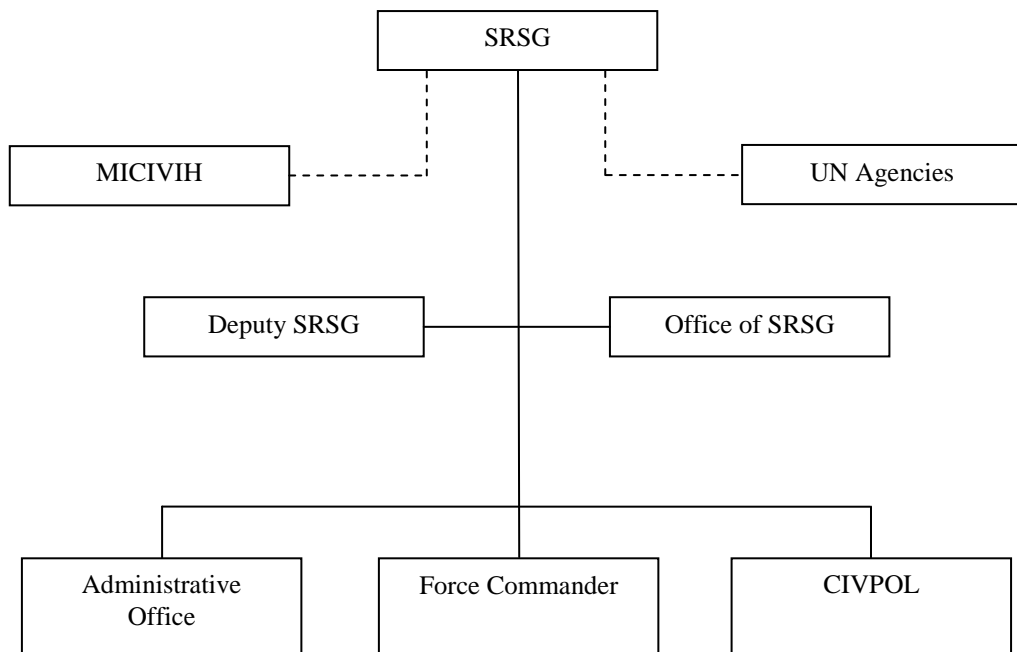 SRSG
MICIVIH
UN Agencies
Deputy SRSG
Office of SRSG
Administrative
Office
Force Commander
CIVPOL